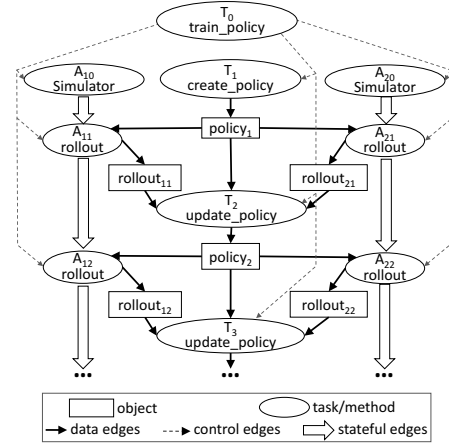 T0
train_policy
A10
Simulator
T1
create_policy
A20
Simulator
A11
rollout
policy1
A21
rollout
rollout11
rollout21
T2
update_policy
A12
rollout
policy2
A22
rollout
rollout12
rollout22
T3
update_policy
••• ••• •••
object
task/method
data edges
control edges
stateful edges